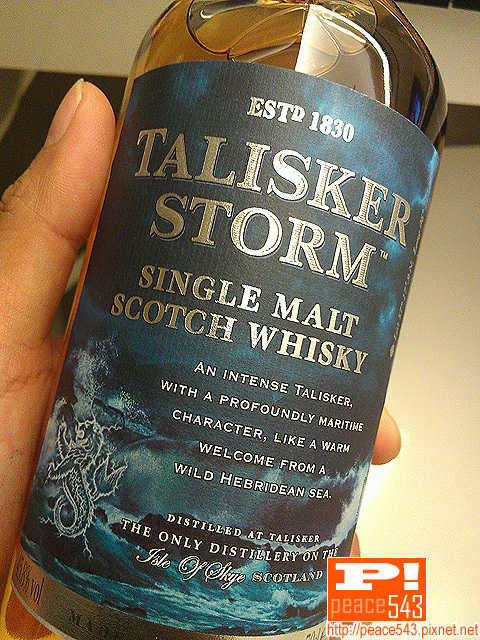 ESTD 1830
TALISKER
STORM™
SINGLE MALT
SCOTCH WHISKY
AN INTENSE TALISKER,
WITH A PROFOUNDLY MARITIME
CHARACTER, LIKE A WARM
WELCOME FROM A
WILD HEBRIDEAN SEA.
DISTILLED AT TALISKER
THE ONLY DISTILLERY ON THE
Isle Of Skye SCOTLAND
P!
peace543
http://peace543.pixnet.net